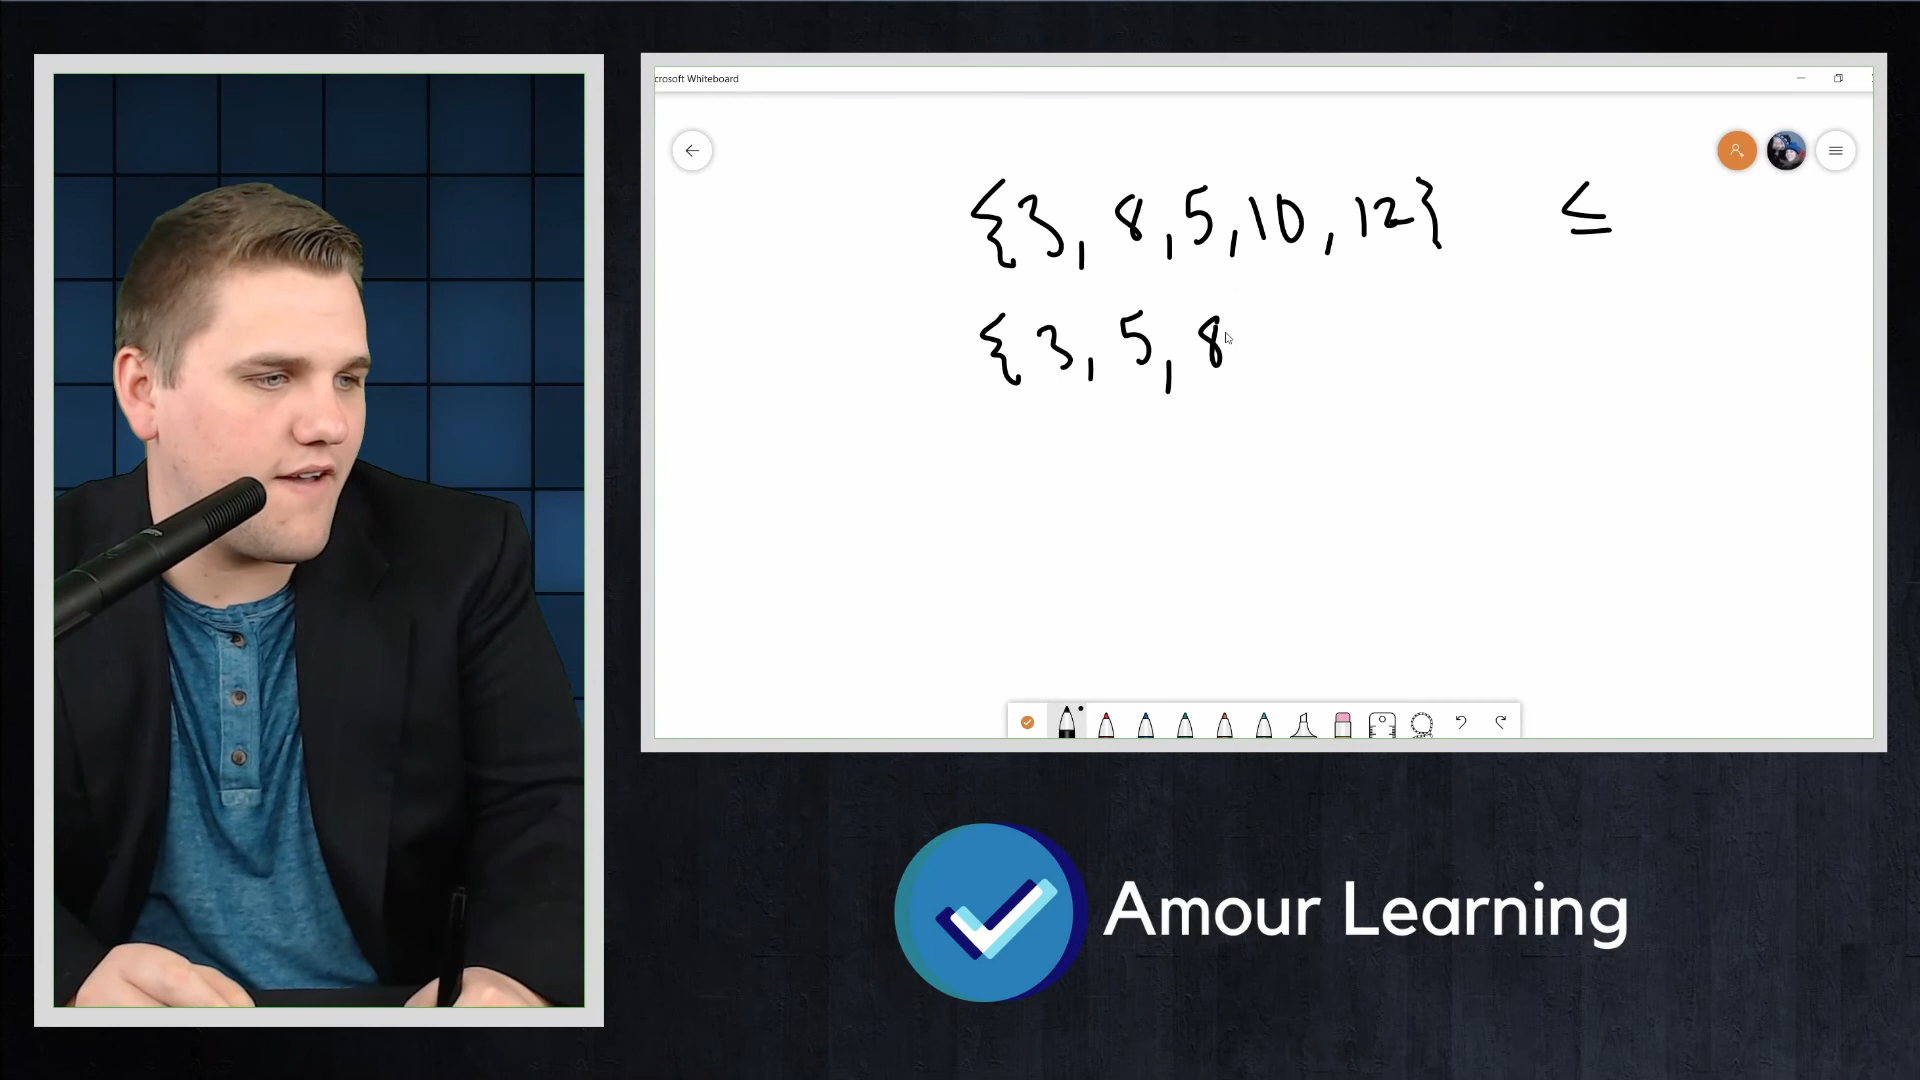 crosoft Whiteboard
{3, 8, 5, 10, 12} ≤
{ 3, 5, 8
Amour Learning